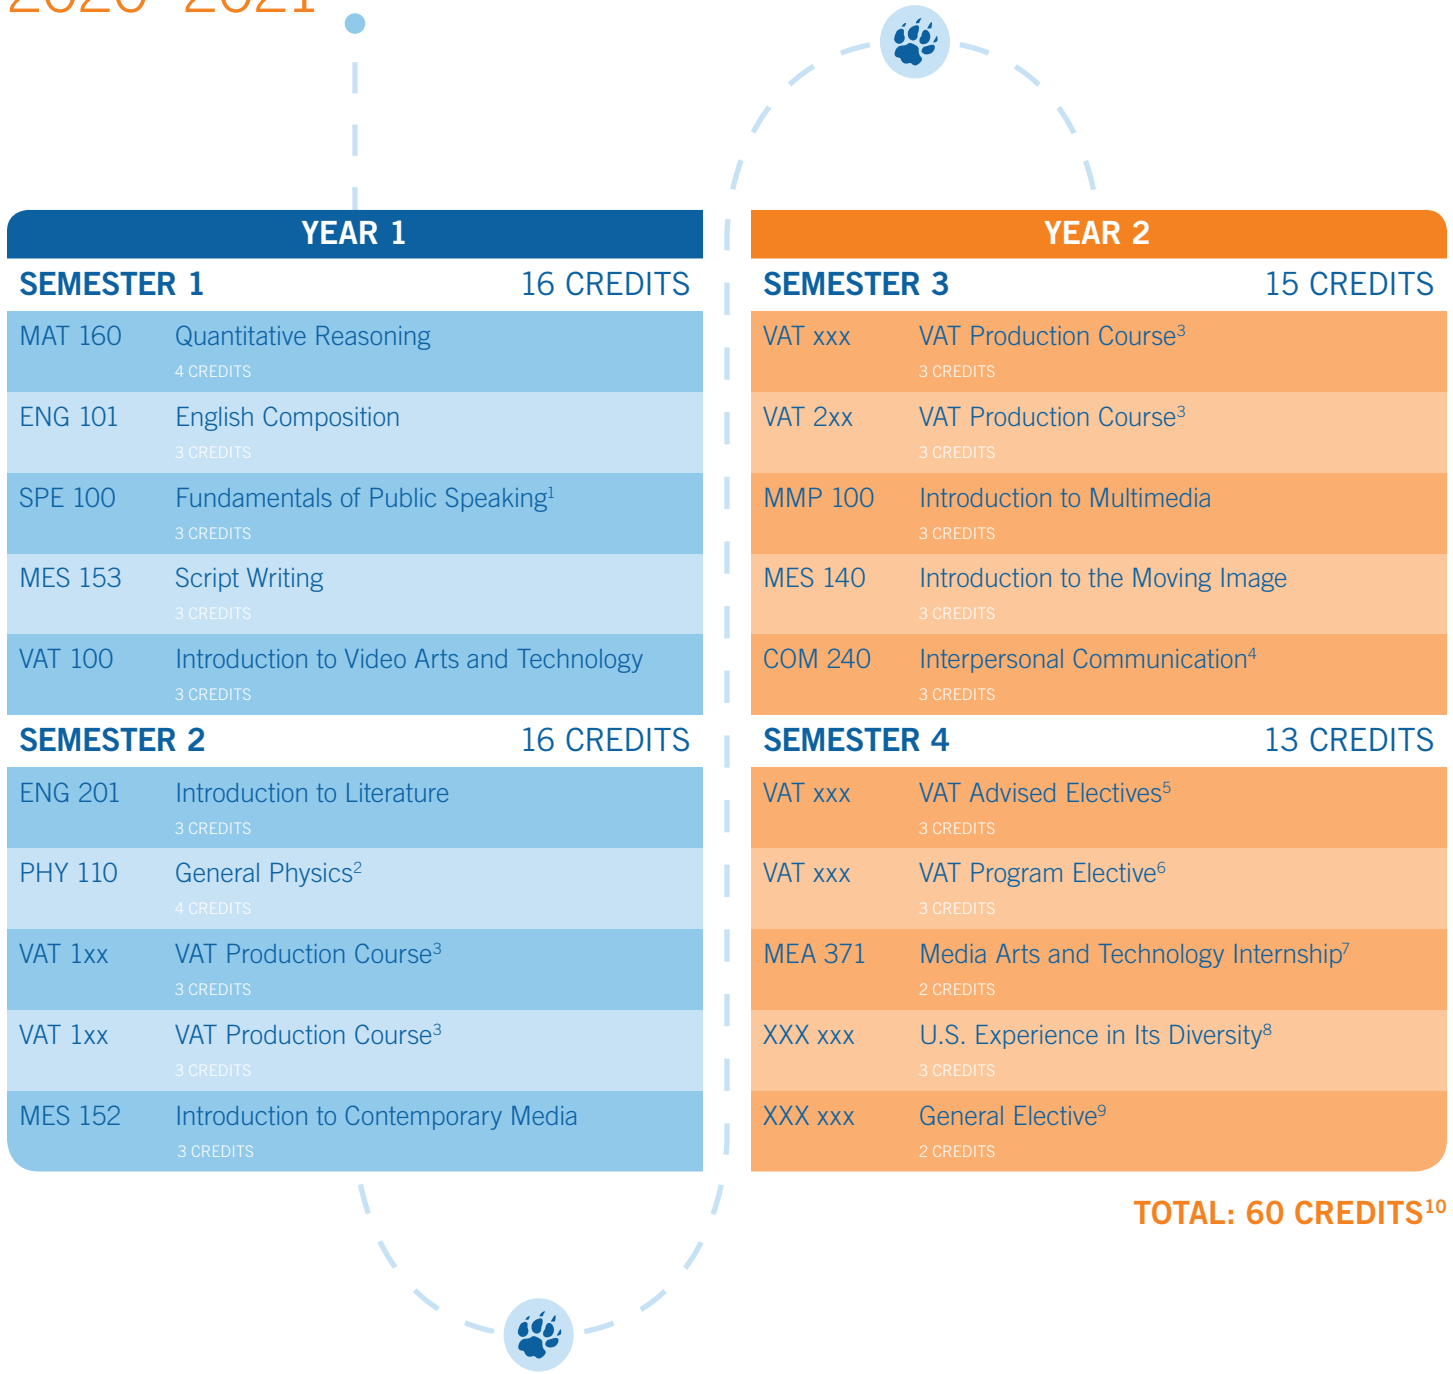 2020–2021
YEAR 1
SEMESTER 1 16 CREDITS
MAT 160 Quantitative Reasoning
4 CREDITS
ENG 101 English Composition
3 CREDITS
SPE 100 Fundamentals of Public Speaking¹
3 CREDITS
MES 153 Script Writing
3 CREDITS
VAT 100 Introduction to Video Arts and Technology
3 CREDITS
SEMESTER 2 16 CREDITS
ENG 201 Introduction to Literature
3 CREDITS
PHY 110 General Physics²
4 CREDITS
VAT 1xx VAT Production Course³
3 CREDITS
VAT 1xx VAT Production Course³
3 CREDITS
MES 152 Introduction to Contemporary Media
3 CREDITS
YEAR 2
SEMESTER 3 15 CREDITS
VAT xxx VAT Production Course³
3 CREDITS
VAT 2xx VAT Production Course³
3 CREDITS
MMP 100 Introduction to Multimedia
3 CREDITS
MES 140 Introduction to the Moving Image
3 CREDITS
COM 240 Interpersonal Communication⁴
3 CREDITS
SEMESTER 4 13 CREDITS
VAT xxx VAT Advised Electives⁵
3 CREDITS
VAT xxx VAT Program Elective⁶
3 CREDITS
MEA 371 Media Arts and Technology Internship⁷
2 CREDITS
XXX xxx U.S. Experience in Its Diversity⁸
3 CREDITS
XXX xxx General Elective⁹
2 CREDITS
TOTAL: 60 CREDITS¹⁰